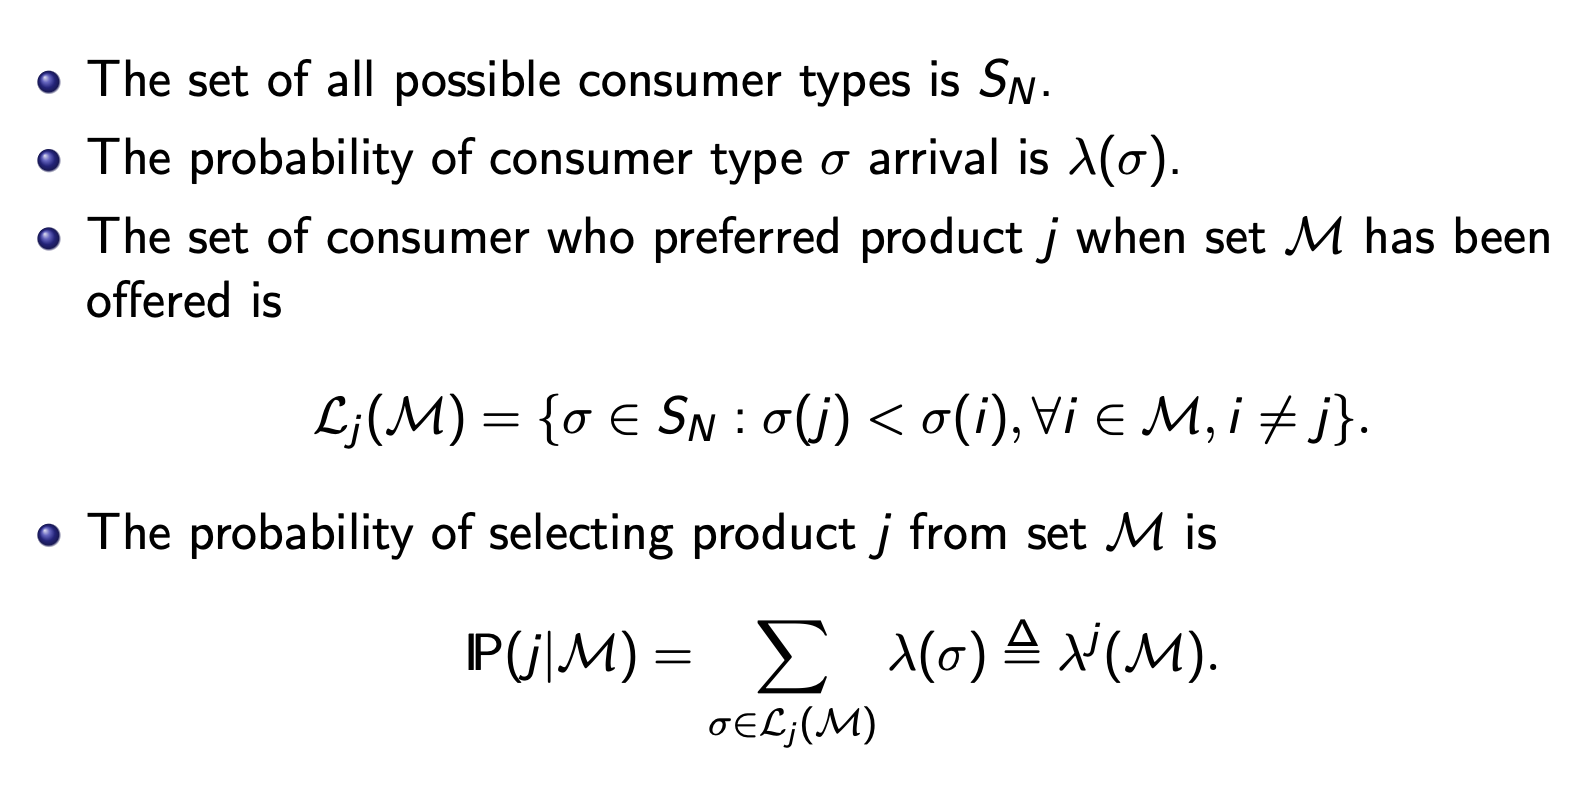 • The set of all possible consumer types is $S_N$.
• The probability of consumer type $\sigma$ arrival is $\lambda(\sigma)$.
• The set of consumer who preferred product $j$ when set $\mathcal{M}$ has been
offered is
$\mathcal{L}_j(\mathcal{M}) = \{\sigma \in S_N : \sigma(j) < \sigma(i), \forall i \in \mathcal{M}, i \neq j\}.$
• The probability of selecting product $j$ from set $\mathcal{M}$ is
$\mathbb{P}(j|\mathcal{M}) = \sum_{\sigma \in \mathcal{L}_j(\mathcal{M})} \lambda(\sigma) \triangleq \lambda^j(\mathcal{M}).$